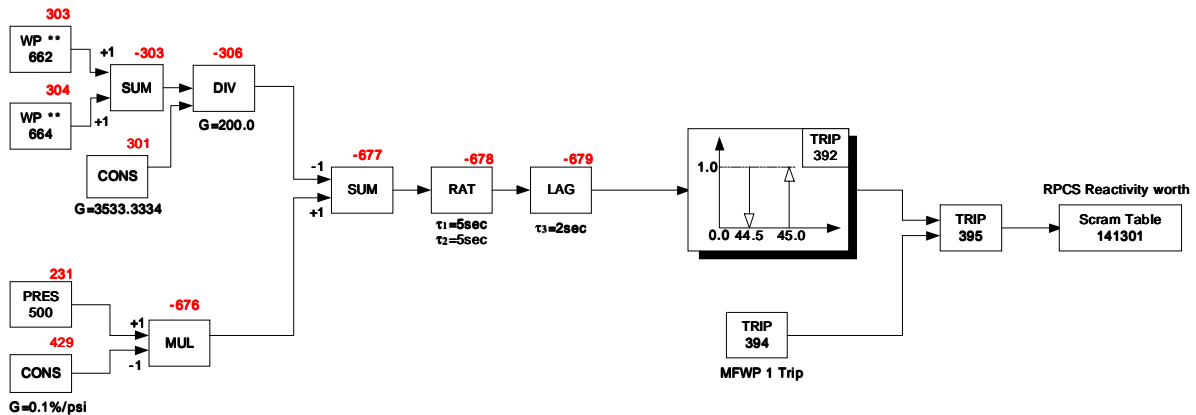 303
WP **
662
+1
-303
SUM
-306
DIV
G=200.0
304
WP **
664
+1
301
CONS
G=3533.3334
-1
+1
-677
SUM
-678
RAT
τ1=5sec
τ2=5sec
-679
LAG
τ3=2sec
TRIP
392
1.0
0.0 44.5 45.0
TRIP
395
RPCS Reactivity worth
Scram Table
141301
231
PRES
500
+1
-676
MUL
429
CONS
-1
G=0.1%/psi
TRIP
394
MFWP 1 Trip